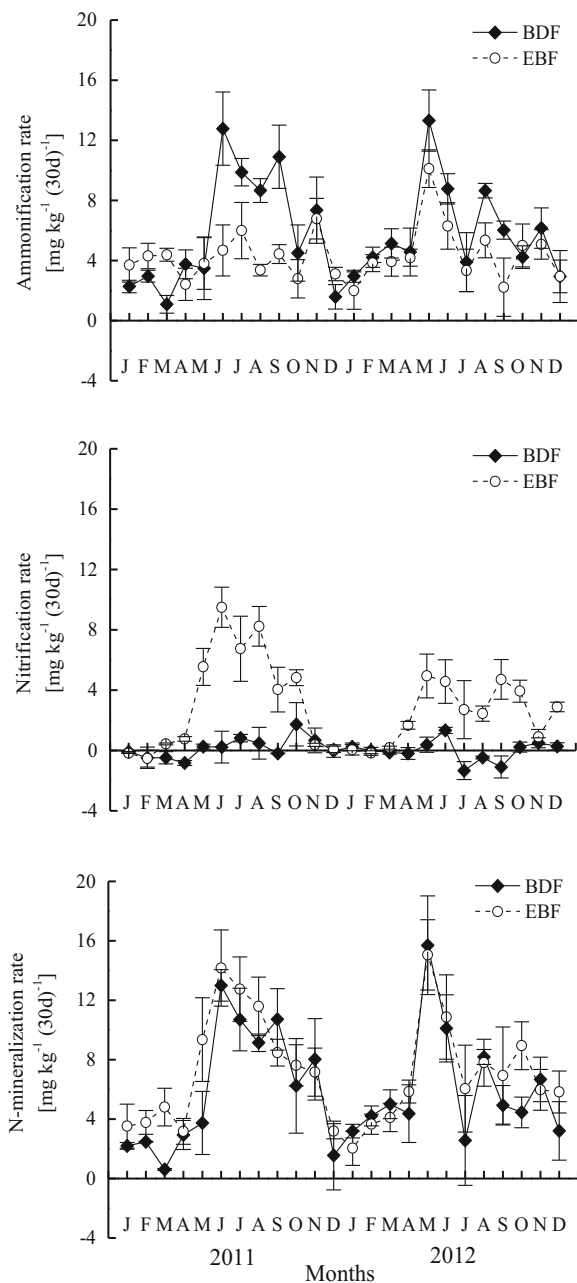 20
16
12
8
4
0
-4
Ammonification rate
[mg kg⁻¹ (30d)⁻¹]
BDF
EBF
J F M A M J J A S O N D J F M A M J J A S O N D
20
16
12
8
4
0
-4
Nitrification rate
[mg kg⁻¹ (30d)⁻¹]
BDF
EBF
J F M A M J J A S O N D J F M A M J J A S O N D
20
16
12
8
4
0
-4
N-mineralization rate
[mg kg⁻¹ (30d)⁻¹]
BDF
EBF
J F M A M J J A S O N D J F M A M J J A S O N D
2011 2012
Months